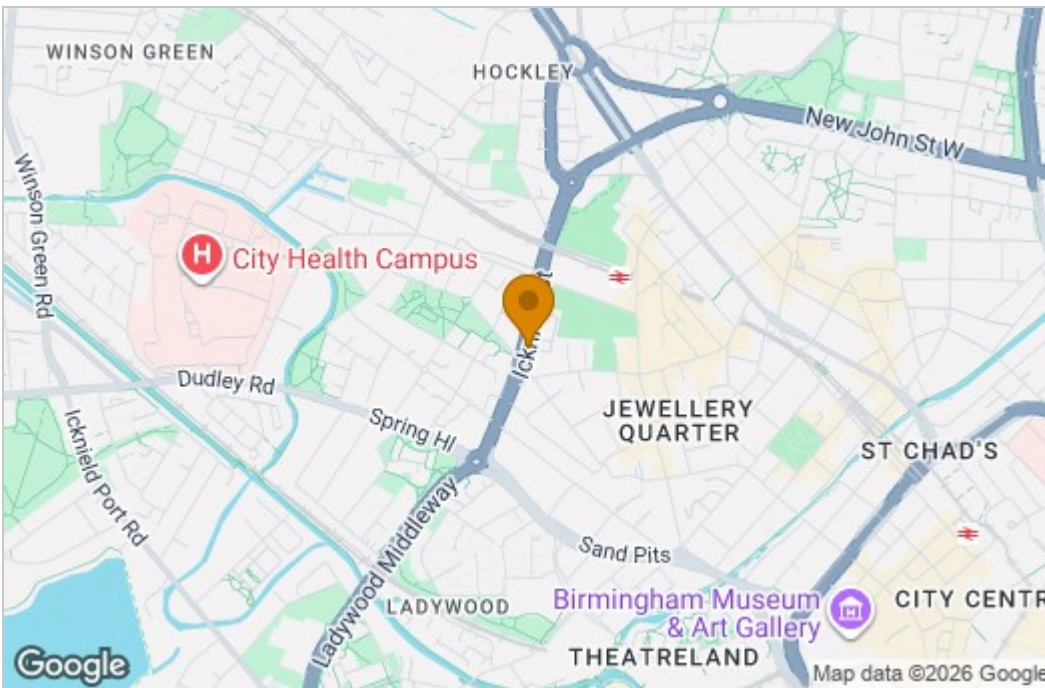 WINSON GREEN
HOCKLEY
New John St W
Winson Green Rd
H
City Health Campus
Dudley Rd
Spring Hl
JEWELLERY
QUARTER
ST CHAD'S
Icknield Port Rd
Ladywood Middleway
Sand Pits
LADYWOOD
Birmingham Museum
& Art Gallery
CITY CENTR
THEATRELAND
Google
Map data ©2026 Google